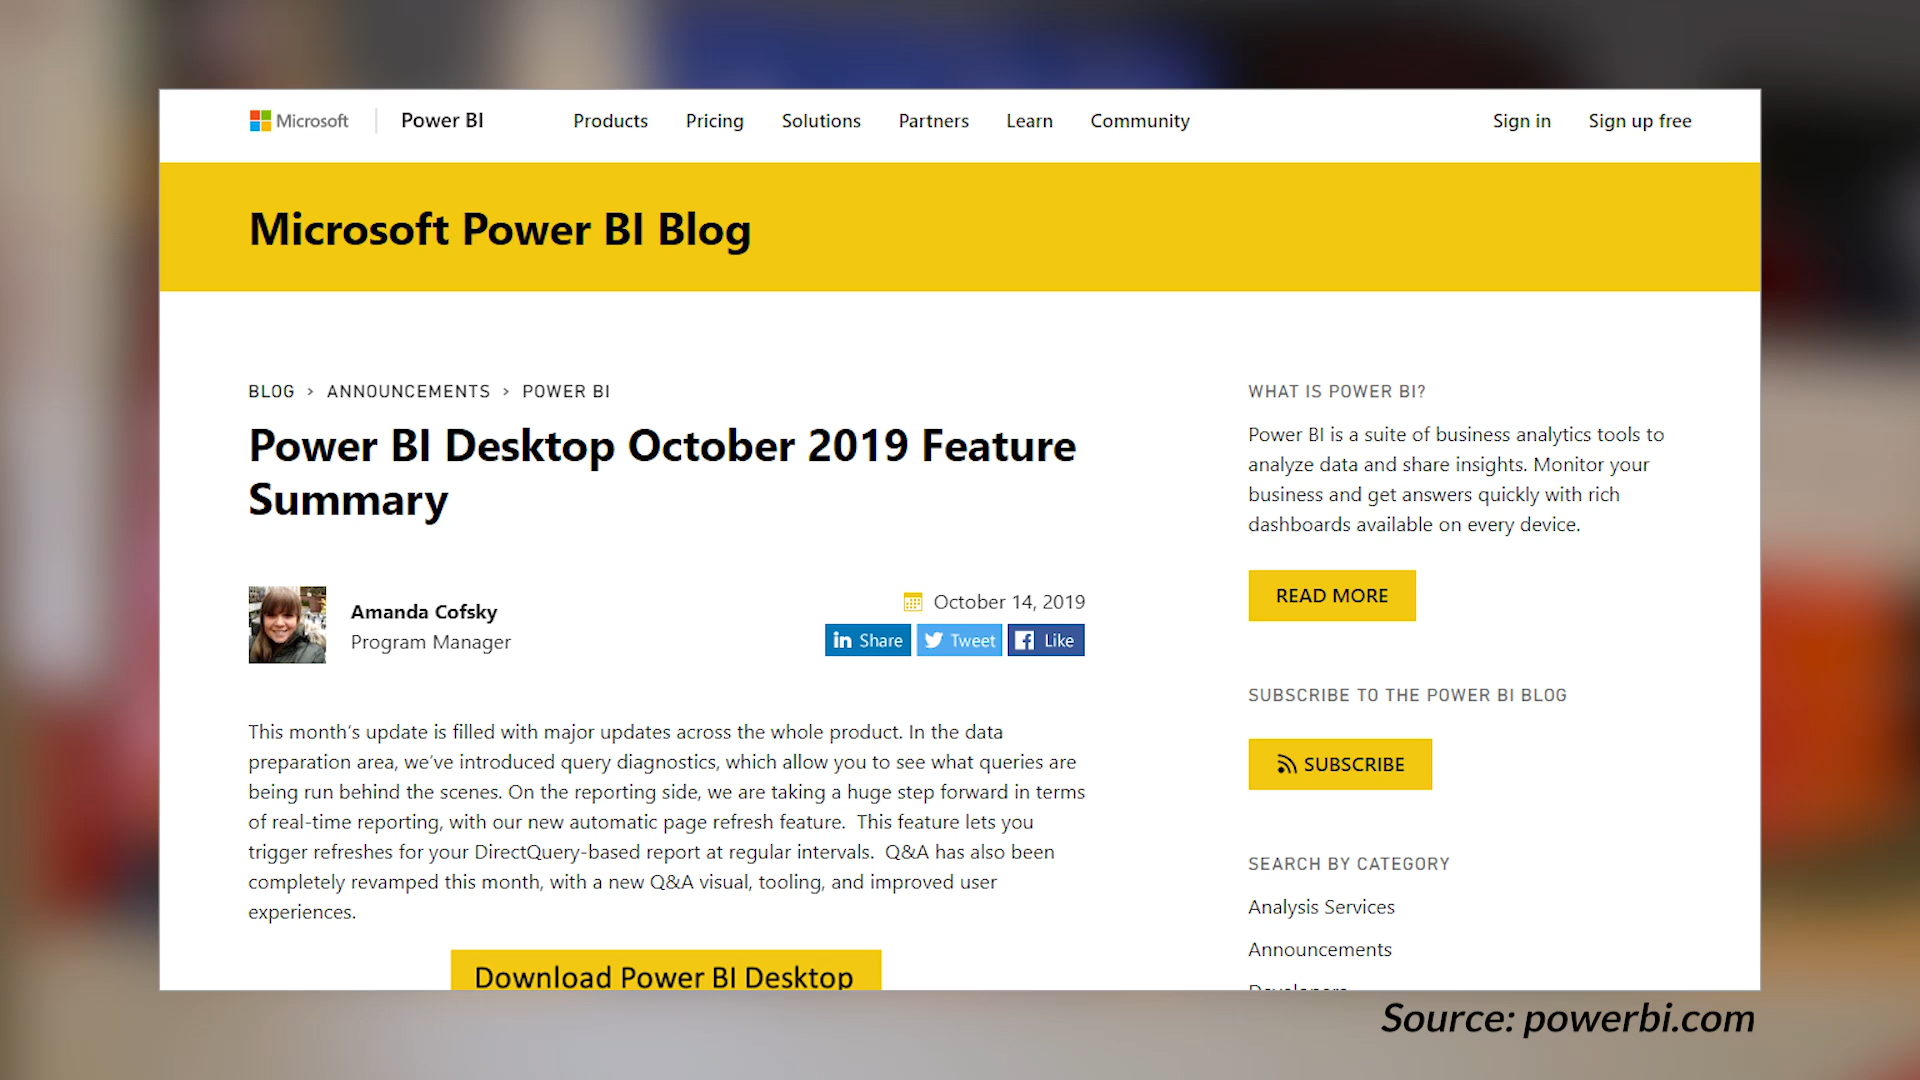 Microsoft Power BI Products Pricing Solutions Partners Learn Community Sign in Sign up free
Microsoft Power BI Blog
BLOG > ANNOUNCEMENTS > POWER BI
Power BI Desktop October 2019 Feature
Summary
Amanda Cofsky
Program Manager
October 14, 2019
in Share Tweet Like
This month's update is filled with major updates across the whole product. In the data
preparation area, we've introduced query diagnostics, which allow you to see what queries are
being run behind the scenes. On the reporting side, we are taking a huge step forward in terms
of real-time reporting, with our new automatic page refresh feature.  This feature lets you
trigger refreshes for your DirectQuery-based report at regular intervals.  Q&A has also been
completely revamped this month, with a new Q&A visual, tooling, and improved user
experiences.
Download Power BI Desktop
WHAT IS POWER BI?
Power BI is a suite of business analytics tools to
analyze data and share insights. Monitor your
business and get answers quickly with rich
dashboards available on every device.
READ MORE
SUBSCRIBE TO THE POWER BI BLOG
SUBSCRIBE
SEARCH BY CATEGORY
Analysis Services
Announcements
Source: powerbi.com